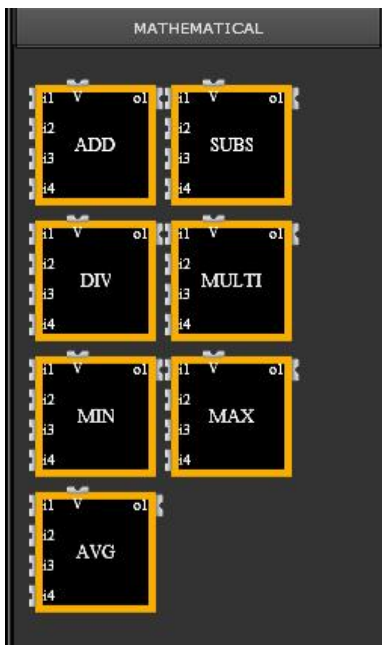 MATHEMATICAL
i1 V o1 i1 V o1
i2 i2
ADD SUBS
i3 i3
i4 i4
i1 V o1 i1 V o1
i2 i2
DIV MULTI
i3 i3
i4 i4
i1 V o1 i1 V o1
i2 i2
MIN MAX
i3 i3
i4 i4
i1 V o1
i2
AVG
i3
i4